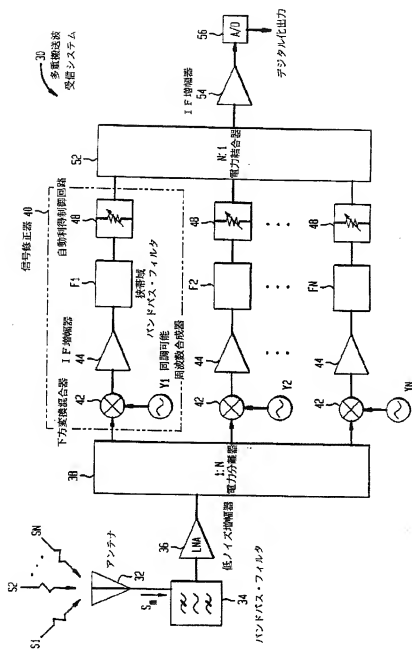 30
多重搬送波
受信システム
56
A/D
デジタル化出力
IF増幅器
54
52
N:1
電力結合器
信号修正器 40
自動利得制御回路
48
F1
狭帯域
バンドパス・フィルタ
IF増幅器
44
同調可能
周波数合成器
下方変換混合器
42
Y1
48
F2
44
42
Y2
48
FN
44
42
YN
38
1:N
電力分離器
36
LNA
低ノイズ増幅器
SN
S2
S1
アンテナ
32
Sm
34
バンドパス・フィルタ